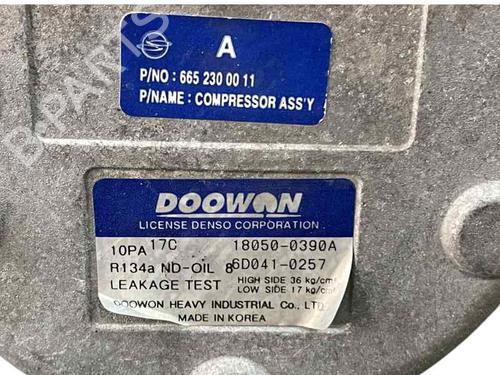 A
P/NO : 665 230 00 11
P/NAME : COMPRESSOR ASS'Y
DOOWON
LICENSE DENSO CORPORATION
10PA 17C 18050-0390A
R134a ND-OIL 8 6D041-0257
LEAKAGE TEST HIGH SIDE 36 kg/cm²
LOW SIDE 17 kg/cm²
DOOWON HEAVY INDUSTRIAL Co., LTD.
MADE IN KOREA